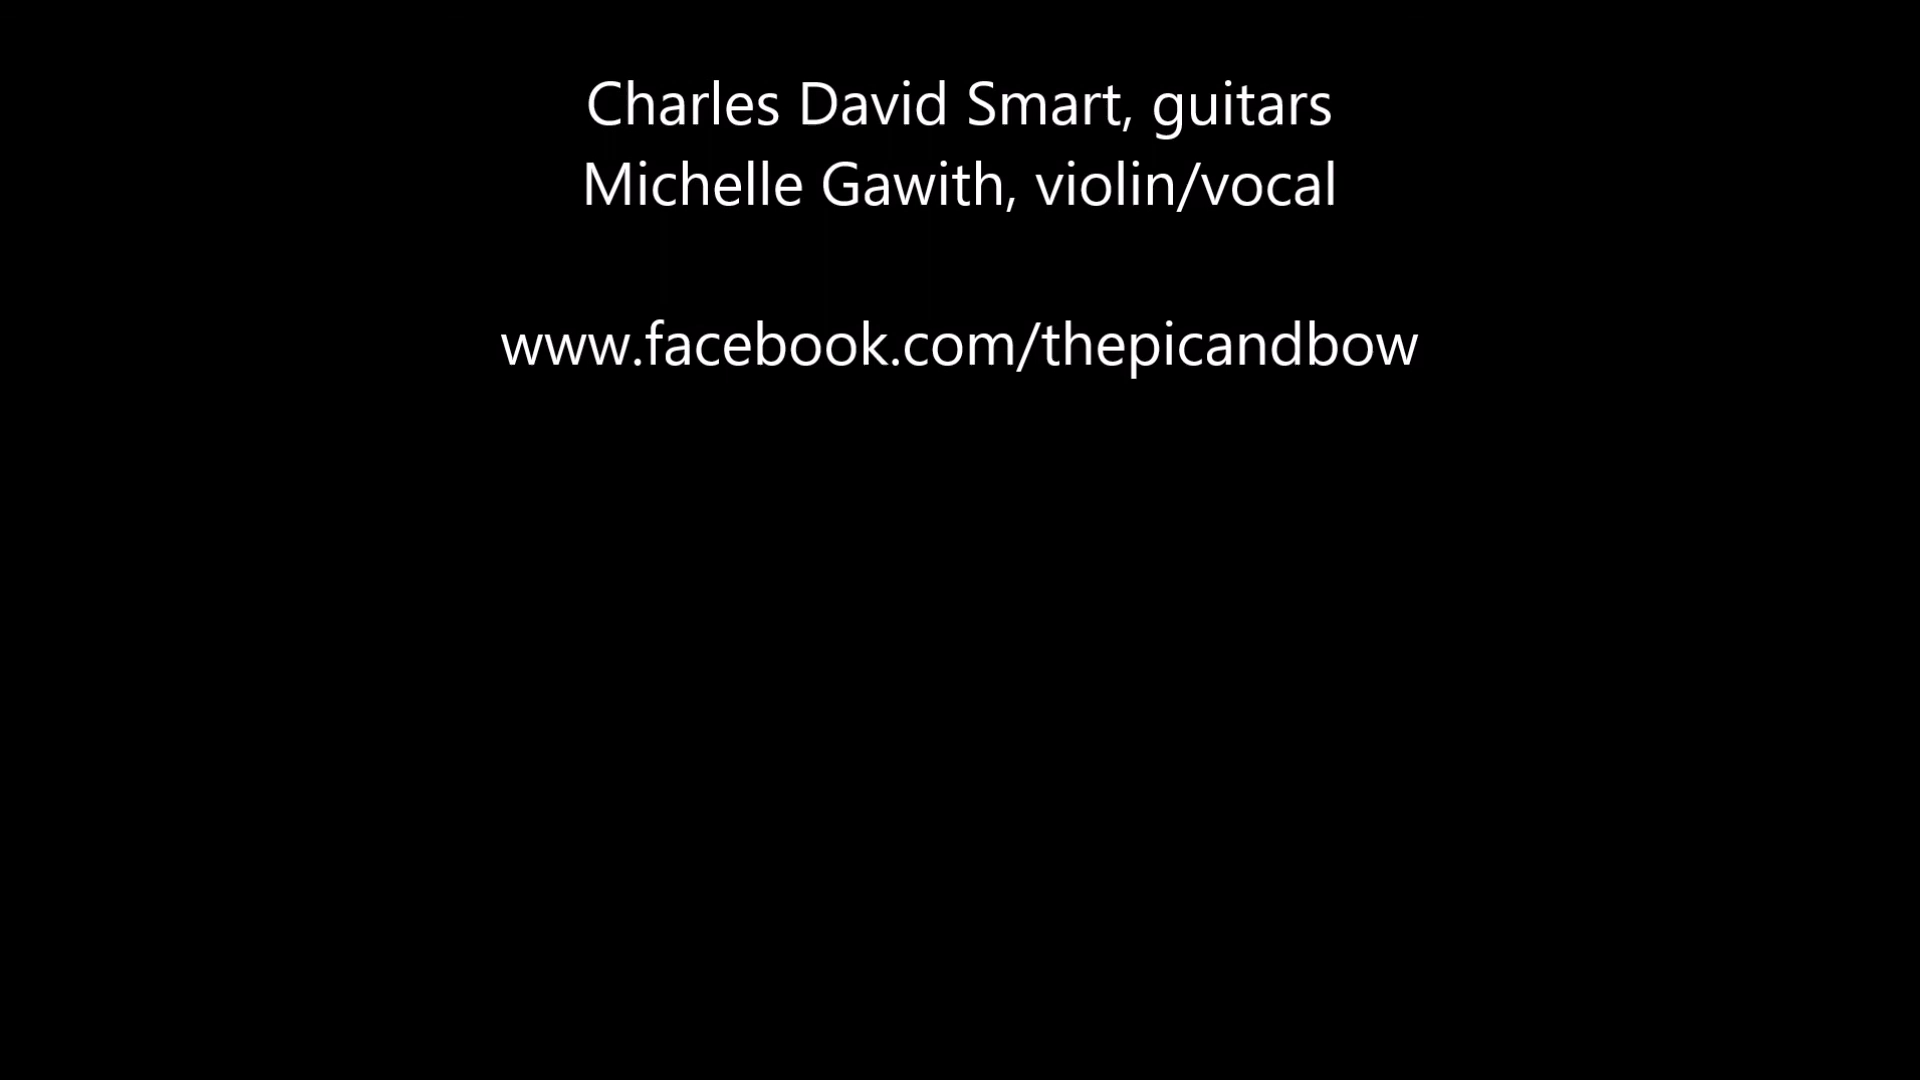 Charles David Smart, guitars
Michelle Gawith, violin/vocal
www.facebook.com/thepicandbow